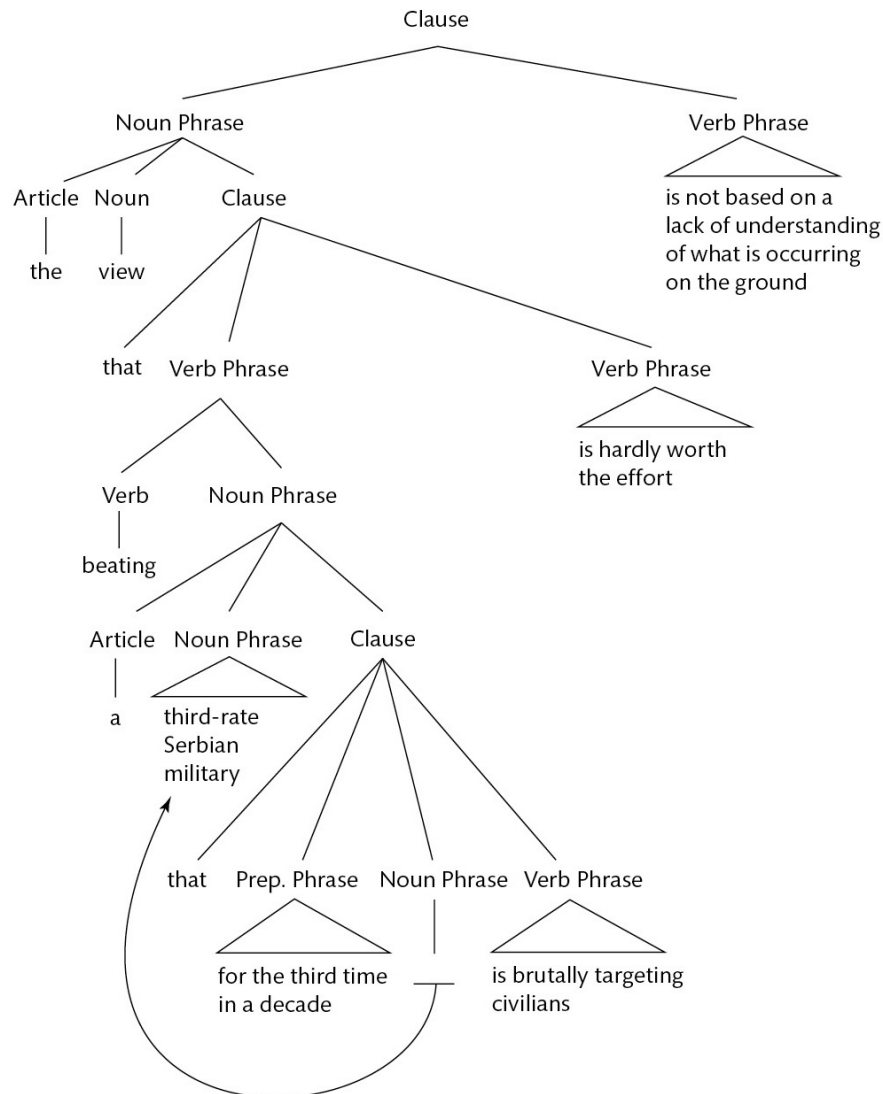 Clause
Noun Phrase Verb Phrase
Article Noun Clause
the view
is not based on a
lack of understanding
of what is occurring
on the ground
that Verb Phrase Verb Phrase
is hardly worth
the effort
Verb Noun Phrase
beating
Article Noun Phrase Clause
a
third-rate
Serbian
military
that Prep. Phrase Noun Phrase Verb Phrase
for the third time
in a decade
is brutally targeting
civilians